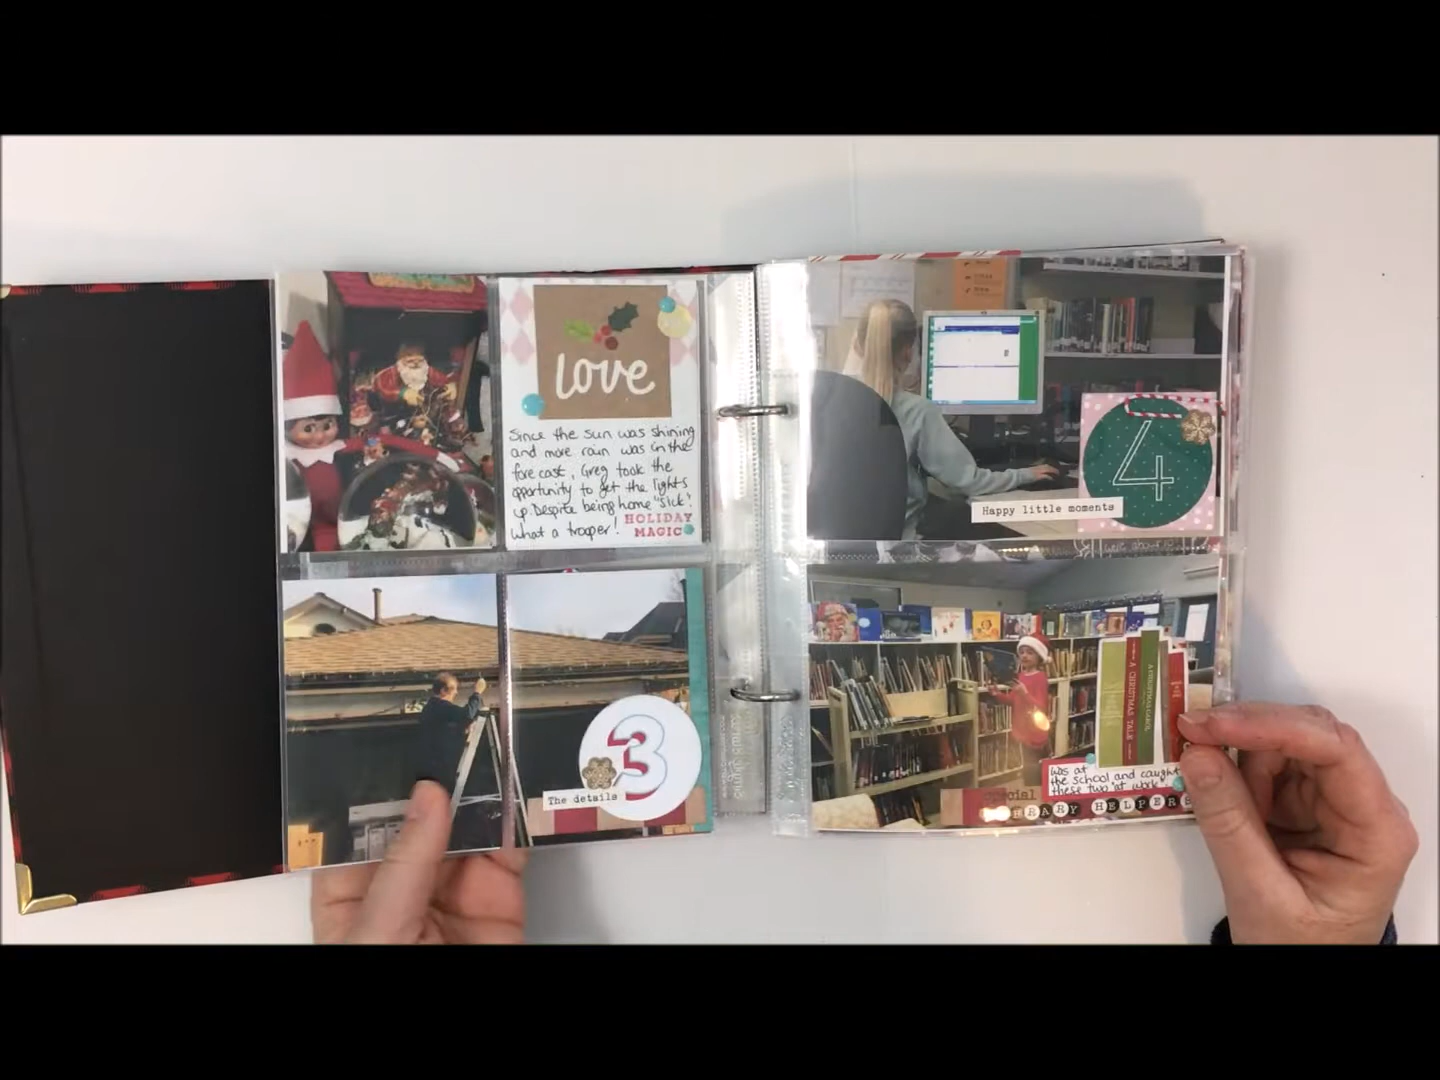 love
Since the sun was shining
and more rain was in the
forecast, Greg took the
opportunity to get the lights
up. Despite being home "sick".
What a trooper!
HOLIDAY
MAGIC
The details
3
4
Happy little moments
A CHRISTMAS TALE
was at
the school and caught
these two at work
special
HELPERS